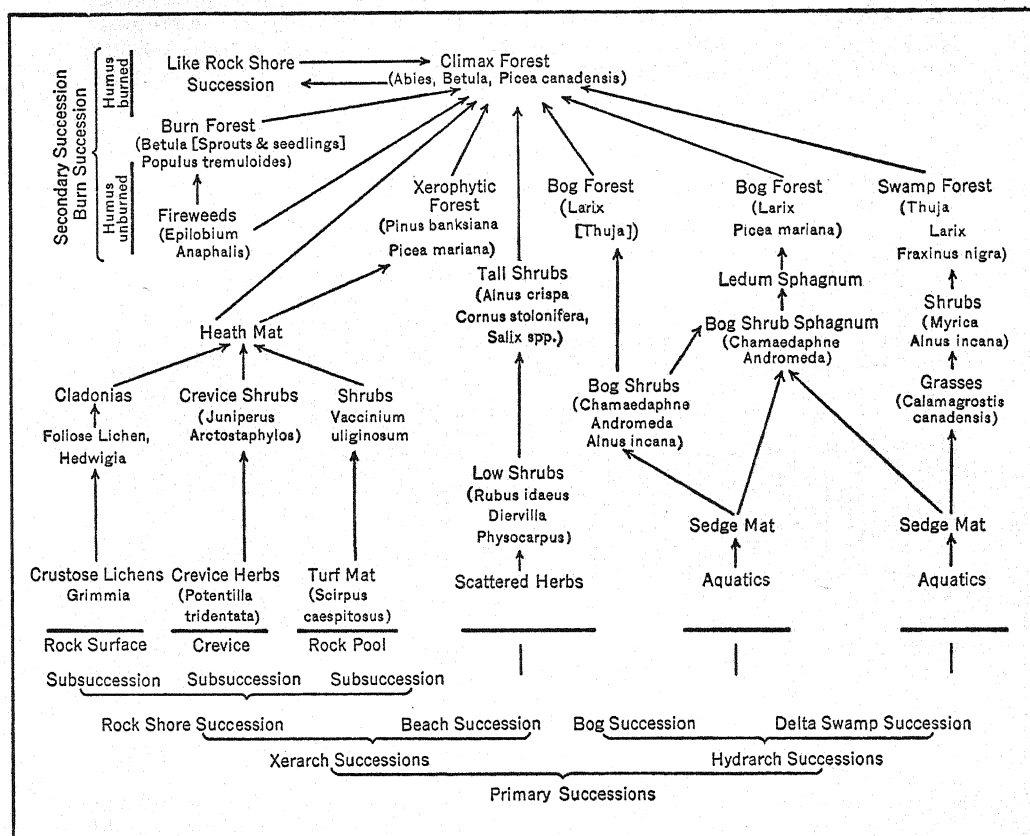 Secondary Succession
Burn Succession
Humus
burned
Humus
unburned
Like Rock Shore
Succession
Climax Forest
(Abies, Betula, Picea canadensis)
Burn Forest
(Betula [Sprouts & seedlings]
Populus tremuloides)
Fireweeds
(Epilobium
Anaphalis)
Xerophytic
Forest
(Pinus banksiana
Picea mariana)
Bog Forest
(Larix
[Thuja])
Bog Forest
(Larix
Picea mariana)
Swamp Forest
(Thuja
Larix
Fraxinus nigra)
Tall Shrubs
(Alnus crispa
Cornus stolonifera,
Salix spp.)
Ledum Sphagnum
Heath Mat
Bog Shrub Sphagnum
(Chamaedaphne
Andromeda)
Shrubs
(Myrica
Alnus incana)
Cladonias
Crevice Shrubs
(Juniperus
Arctostaphylos)
Shrubs
Vaccinium
uliginosum
Bog Shrubs
(Chamaedaphne
Andromeda
Alnus incana)
Grasses
(Calamagrostis
canadensis)
Foliose Lichen,
Hedwigia
Low Shrubs
(Rubus idaeus
Diervilla
Physocarpus)
Sedge Mat
Sedge Mat
Crustose Lichens
Grimmia
Crevice Herbs
(Potentilla
tridentata)
Turf Mat
(Scirpus
caespitosus)
Scattered Herbs
Aquatics
Aquatics
Rock Surface
Crevice
Rock Pool
Subsuccession
Subsuccession
Subsuccession
Rock Shore Succession
Beach Succession
Bog Succession
Delta Swamp Succession
Xerarch Successions
Hydrarch Successions
Primary Successions